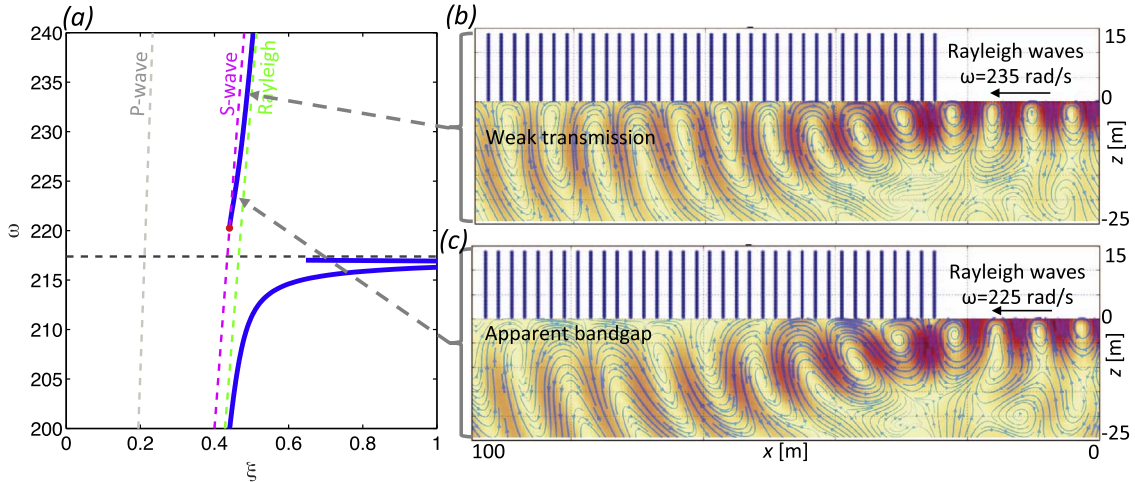 (a)
240
235
230
225
220
215
210
205
200
ω
P-wave
S-wave
Rayleigh
0
0.2
0.4
0.6
0.8
1
ξ
(b)
Rayleigh waves
ω=235 rad/s
Weak transmission
15
0
z [m]
-25
(c)
Rayleigh waves
ω=225 rad/s
Apparent bandgap
15
0
z [m]
-25
100
x [m]
0